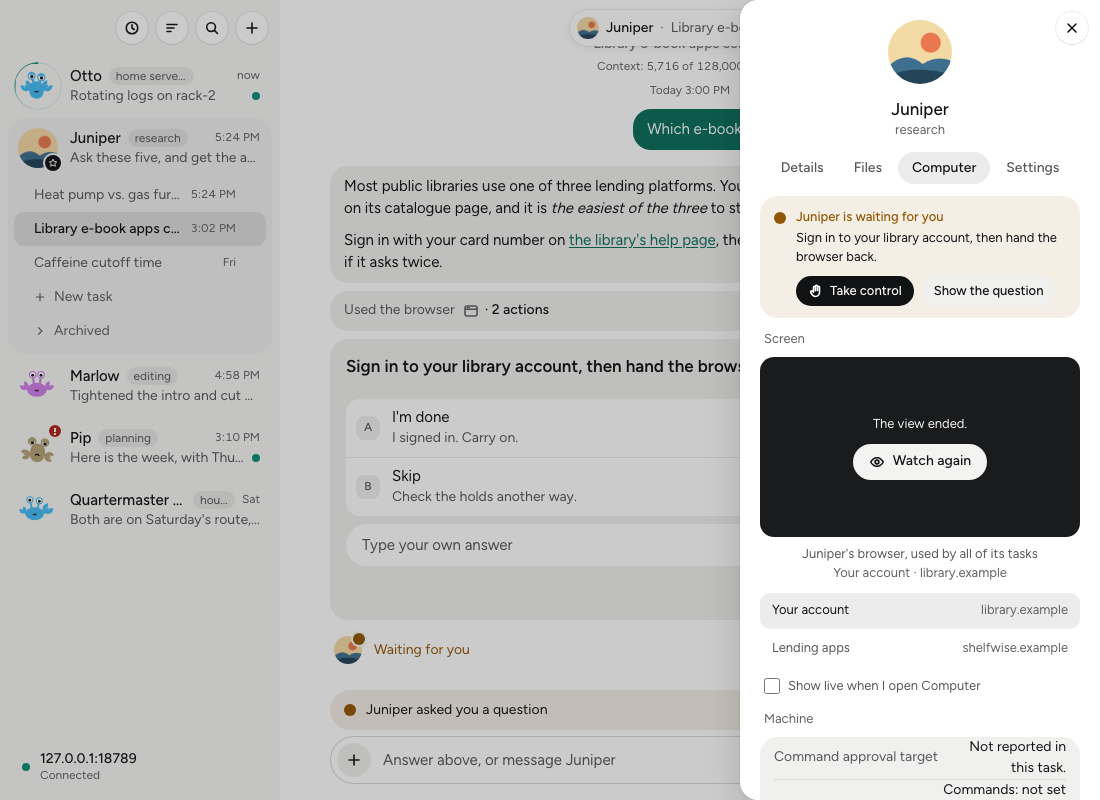 Otto home serve... now
Rotating logs on rack-2
Juniper research 5:24 PM
Ask these five, and get the a...
Heat pump vs. gas fur... 5:24 PM
Library e-book apps c... 3:02 PM
Caffeine cutoff time Fri
New task
Archived
Marlow editing 4:58 PM
Tightened the intro and cut ...
Pip planning 3:10 PM
Here is the week, with Thu...
Quartermaster ... hou... Sat
Both are on Saturday's route,...
127.0.0.1:18789
Connected
Juniper · Library e-b
Context: 5,716 of 128,000
Today 3:00 PM
Which e-book
Most public libraries use one of three lending platforms. You
on its catalogue page, and it is the easiest of the three to st
Sign in with your card number on the library's help page, the
if it asks twice.
Used the browser · 2 actions
Sign in to your library account, then hand the brows
A I'm done
I signed in. Carry on.
B Skip
Check the holds another way.
Type your own answer
Waiting for you
Juniper asked you a question
Answer above, or message Juniper
Juniper
research
Details Files Computer Settings
Juniper is waiting for you
Sign in to your library account, then hand the
browser back.
Take control Show the question
Screen
The view ended.
Watch again
Juniper's browser, used by all of its tasks
Your account · library.example
Your account library.example
Lending apps shelfwise.example
Show live when I open Computer
Machine
Command approval target Not reported in
this task.
Commands: not set